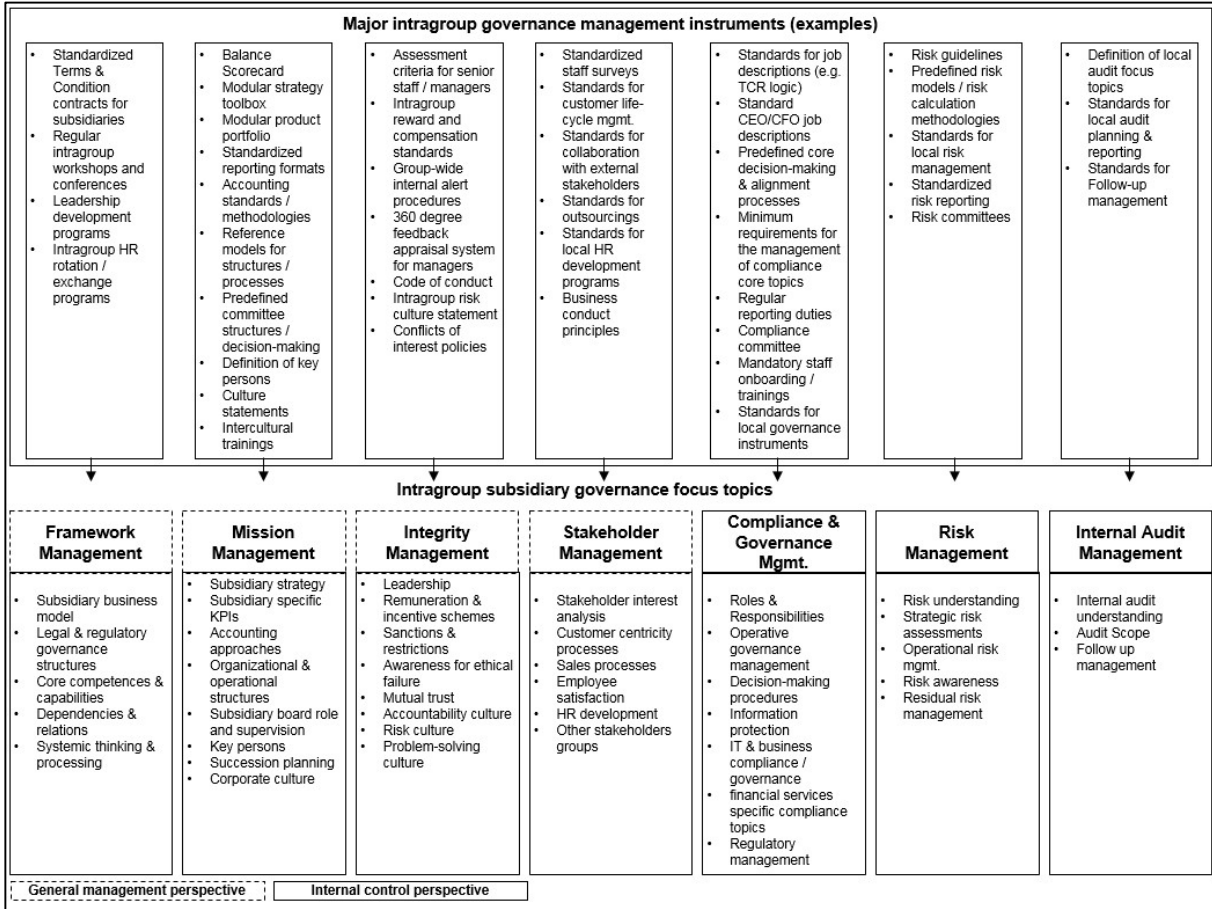 Major intragroup governance management instruments (examples)
• Standardized
Terms &
Condition
contracts for
subsidiaries
• Regular
intragroup
workshops and
conferences
• Leadership
development
programs
• Intragroup HR
rotation /
exchange
programs
• Balance
Scorecard
• Modular strategy
toolbox
• Modular product
portfolio
• Standardized
reporting formats
• Accounting
standards /
methodologies
• Reference
models for
structures /
processes
• Predefined
committee
structures /
decision-making
• Definition of key
persons
• Culture
statements
• Intercultural
trainings
• Assessment
criteria for senior
staff / managers
• Intragroup
reward and
compensation
standards
• Group-wide
internal alert
procedures
• 360 degree
feedback
appraisal system
for managers
• Code of conduct
• Intragroup risk
culture statement
• Conflicts of
interest policies
• Standardized
staff surveys
• Standards for
customer life-
cycle mgmt.
• Standards for
collaboration
with external
stakeholders
• Standards for
outsourcings
• Standards for
local HR
development
programs
• Business
conduct
principles
• Standards for job
descriptions (e.g.
TCR logic)
• Standard
CEO/CFO job
descriptions
• Predefined core
decision-making
& alignment
processes
• Minimum
requirements for
the management
of compliance
core topics
• Regular
reporting duties
• Compliance
committee
• Mandatory staff
onboarding /
trainings
• Standards for
local governance
instruments
• Risk guidelines
• Predefined risk
models / risk
calculation
methodologies
• Standards for
local risk
management
• Standardized
risk reporting
• Risk committees
• Definition of local
audit focus
topics
• Standards for
local audit
planning &
reporting
• Standards for
Follow-up
management
Intragroup subsidiary governance focus topics
Framework
Management
• Subsidiary business
model
• Legal & regulatory
governance
structures
• Core competences &
capabilities
• Dependencies &
relations
• Systemic thinking &
processing
Mission
Management
• Subsidiary strategy
• Subsidiary specific
KPIs
• Accounting
approaches
• Organizational &
operational
structures
• Subsidiary board role
and supervision
• Key persons
• Succession planning
• Corporate culture
Integrity
Management
• Leadership
• Remuneration &
incentive schemes
• Sanctions &
restrictions
• Awareness for ethical
failure
• Mutual trust
• Accountability culture
• Risk culture
• Problem-solving
culture
Stakeholder
Management
• Stakeholder interest
analysis
• Customer centricity
processes
• Sales processes
• Employee
satisfaction
• HR development
• Other stakeholders
groups
Compliance &
Governance
Mgmt.
• Roles &
Responsibilities
• Operative
governance
management
• Decision-making
procedures
• Information
protection
• IT & business
compliance /
governance
• financial services
specific compliance
topics
• Regulatory
management
Risk
Management
• Risk understanding
• Strategic risk
assessments
• Operational risk
mgmt.
• Risk awareness
• Residual risk
management
Internal Audit
Management
• Internal audit
understanding
• Audit Scope
• Follow up
management
General management perspective
Internal control perspective